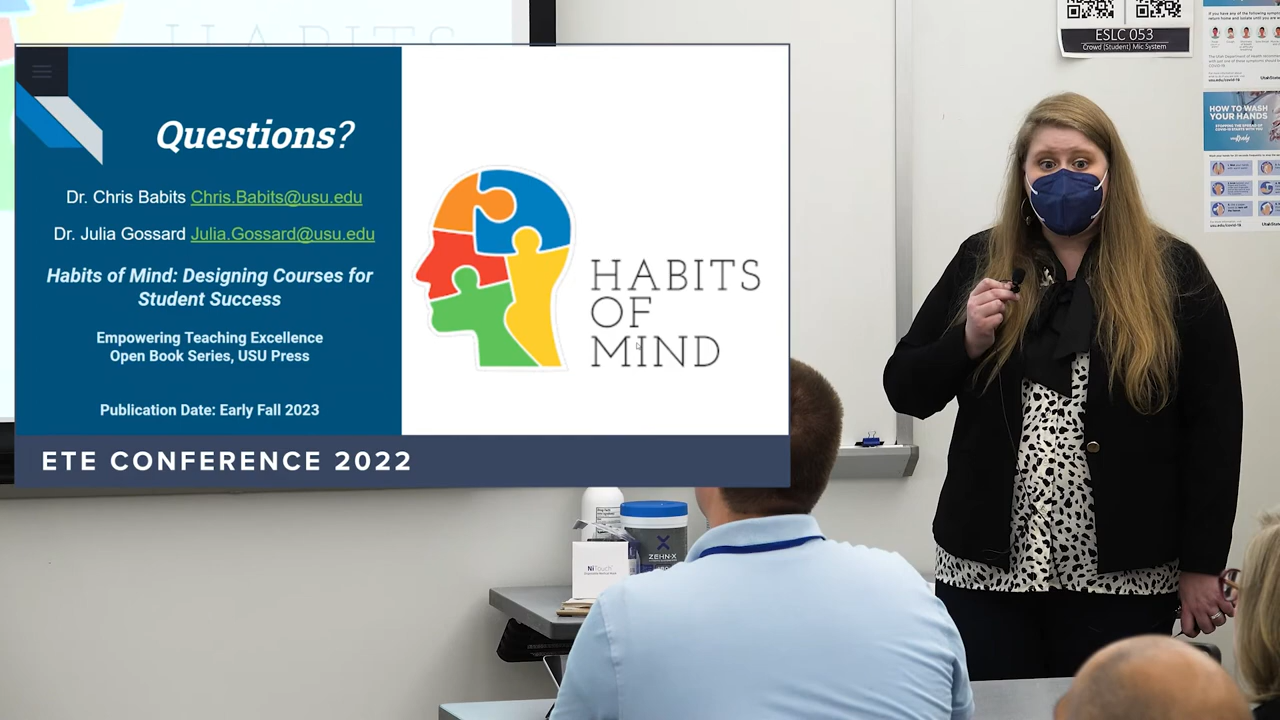 Questions?
Dr. Chris Babits Chris.Babits@usu.edu
Dr. Julia Gossard Julia.Gossard@usu.edu
Habits of Mind: Designing Courses for
Student Success
Empowering Teaching Excellence
Open Book Series, USU Press
Publication Date: Early Fall 2023
HABITS
OF
MIND
ETE CONFERENCE 2022
HABITS
ESLC 053
Crowd (Student) Mic System
HOW TO WASH
YOUR HANDS
ZEHN-X
NiTouch